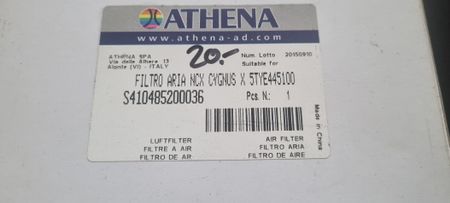 ATHENA
www.athena-ad.com
ATHENA SPA
Via delle Albere 13
Alonte (VI) - ITALY
20.-
Num. Lotto 20150910
Suitable for
FILTRO ARIA NCX CYGNUS X 5TYE445100
S410485200036 Pcs. N.: 1
LUFTFILTER
FILTRE A AIR
FILTRO DE AR
AIR FILTER
FILTRO ARIA
FILTRO DE AIRE
Made in China